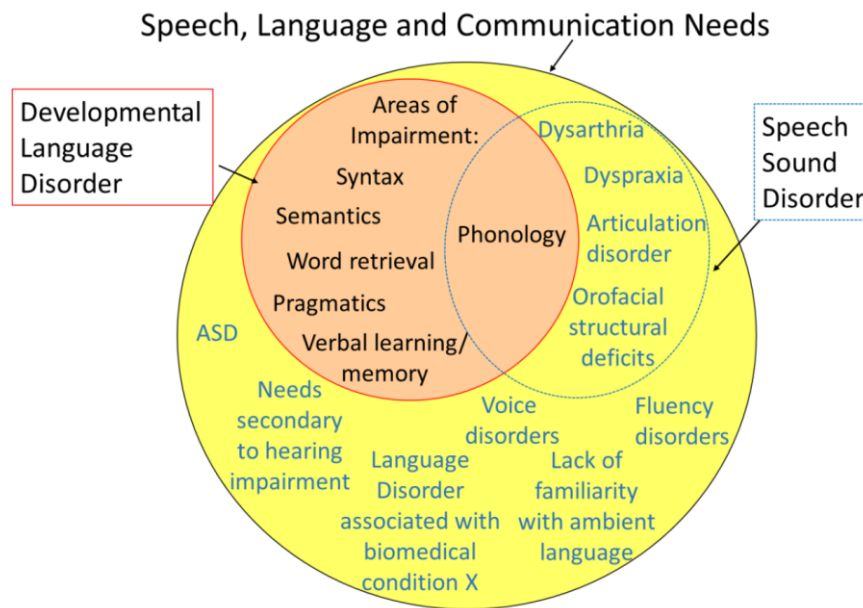 Speech, Language and Communication Needs
Developmental
Language
Disorder
Areas of
Impairment:
Syntax
Semantics
Word retrieval
Pragmatics
Verbal learning/
memory
Phonology
Dysarthria
Dyspraxia
Articulation
disorder
Orofacial
structural
deficits
Speech
Sound
Disorder
ASD
Needs
secondary
to hearing
impairment
Voice
disorders
Fluency
disorders
Language
Disorder
associated with
biomedical
condition X
Lack of
familiarity
with ambient
language